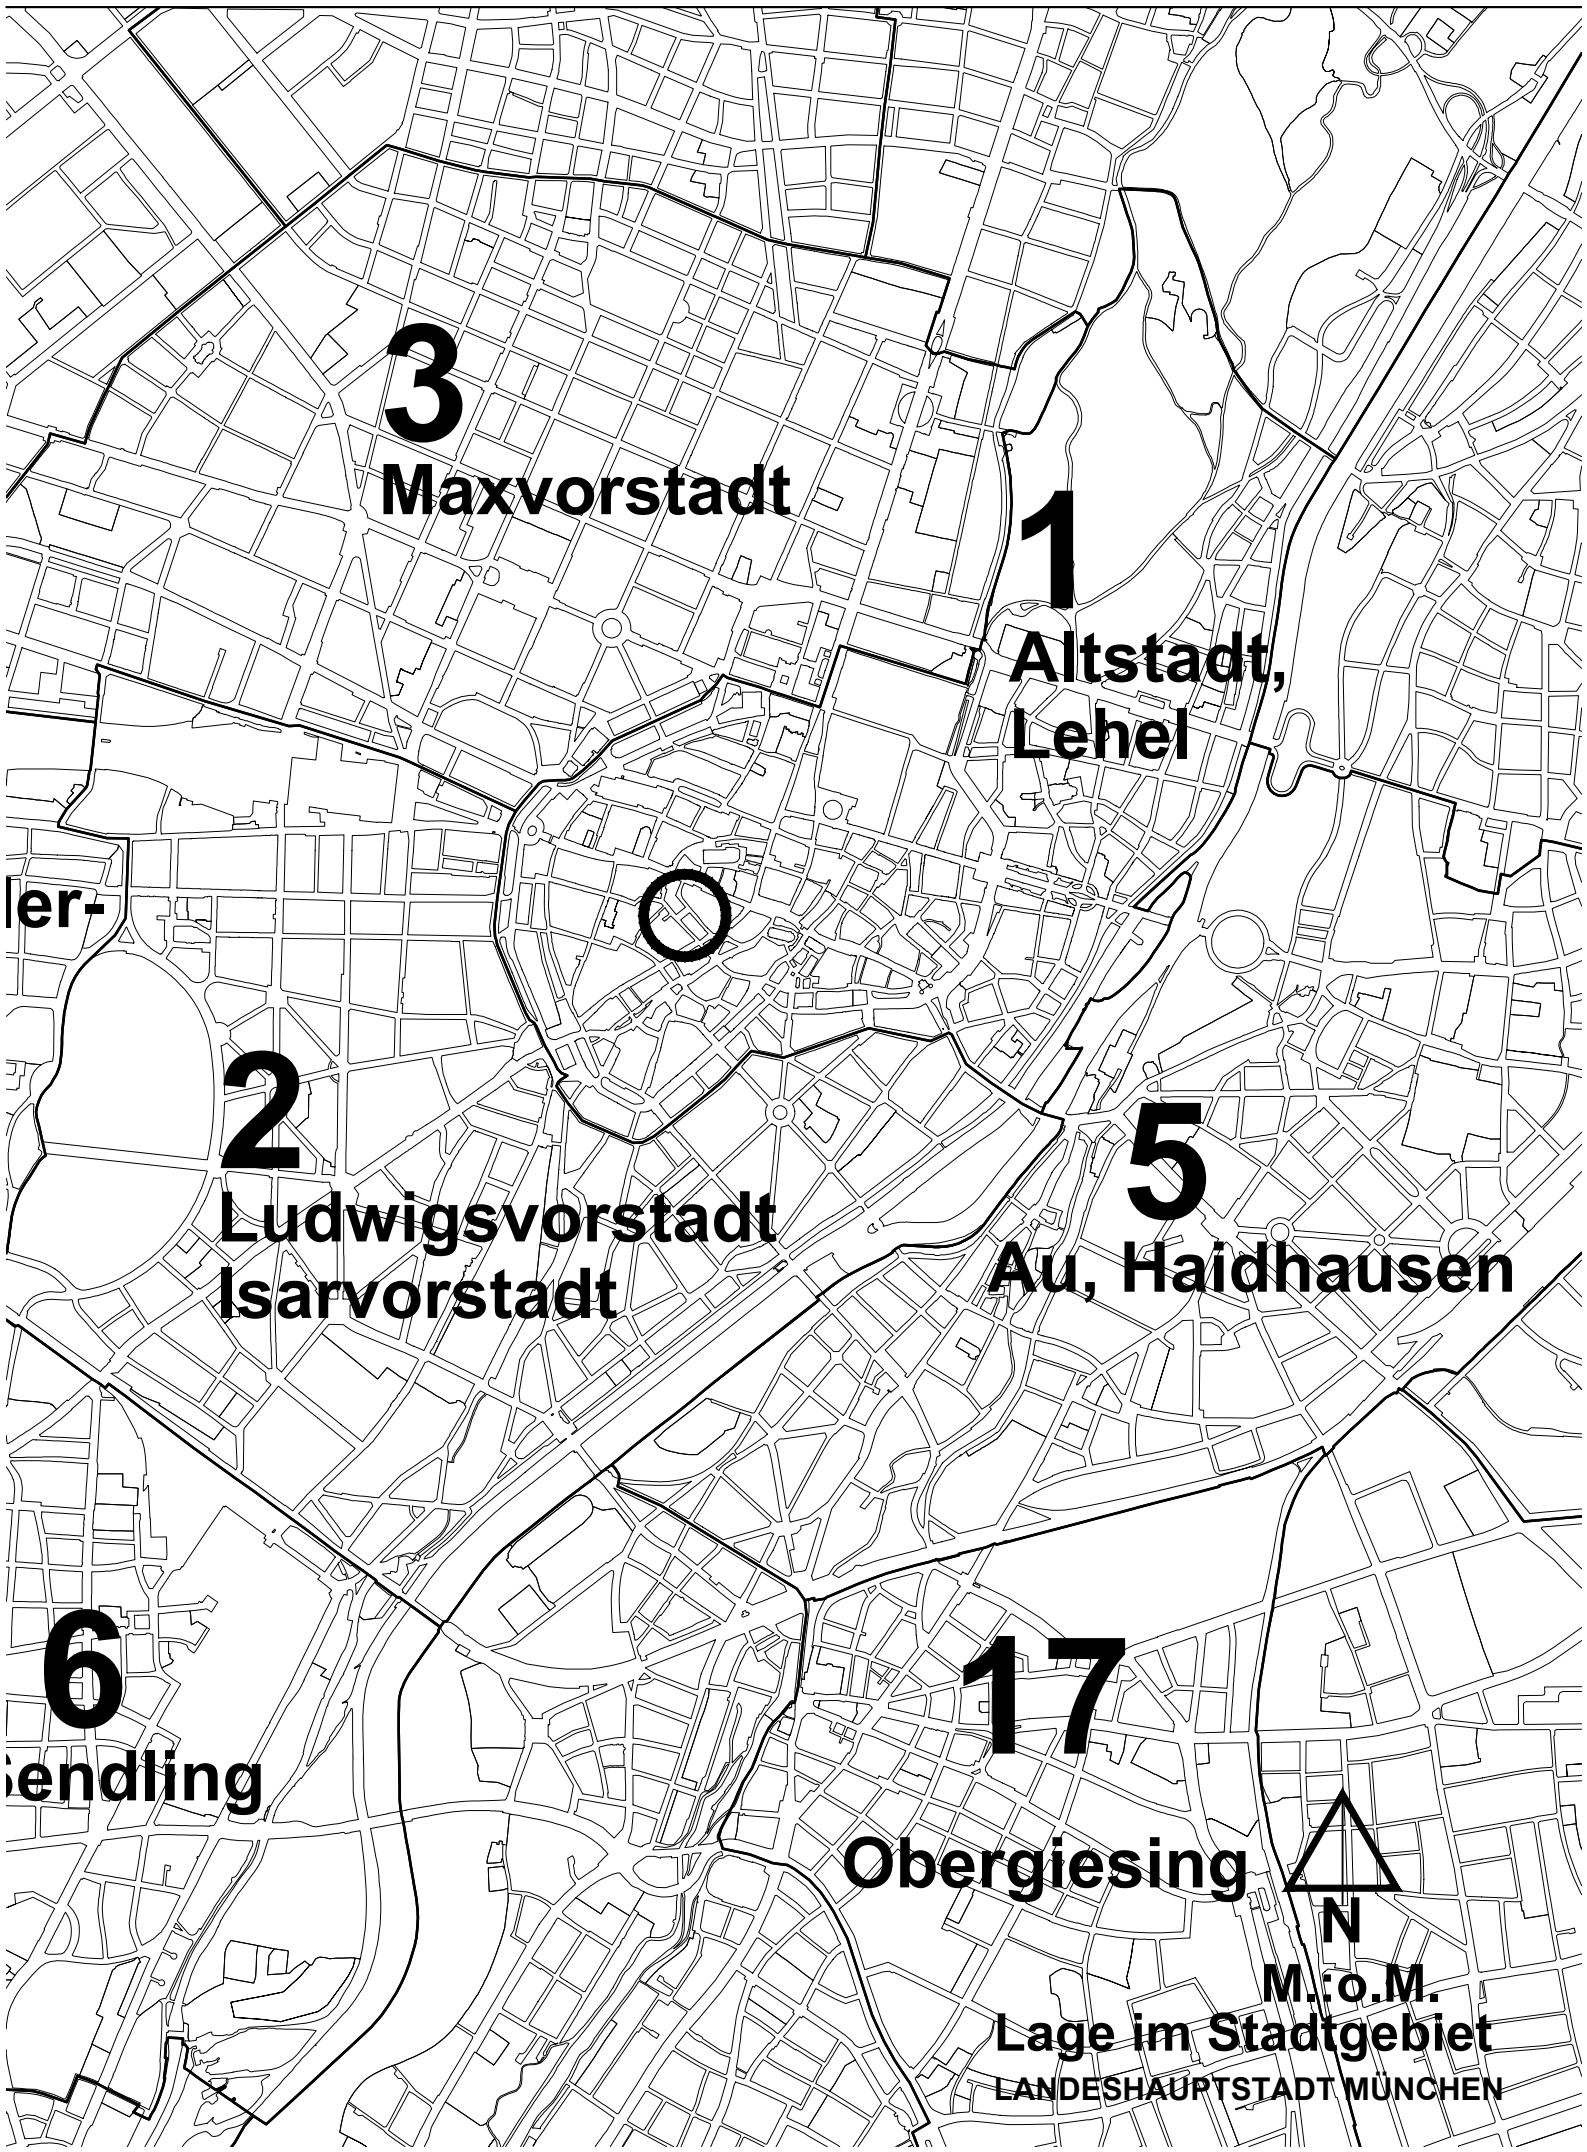 3
Maxvorstadt
1
Altstadt,
Lehel
ler-
2
Ludwigsvorstadt
Isarvorstadt
5
Au, Haidhausen
6
Sendling
17
Obergiesing
N
M.:o.M.
Lage im Stadtgebiet
LANDESHAUPTSTADT MÜNCHEN